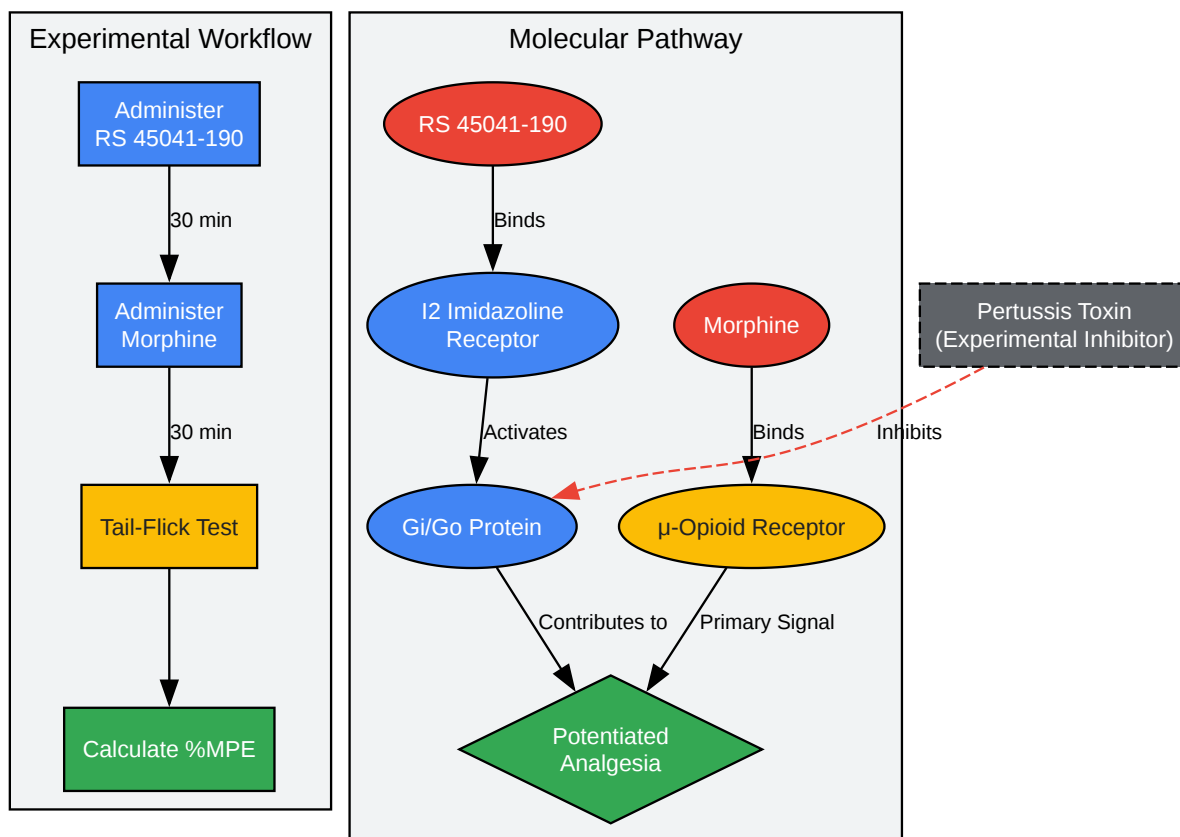 Experimental Workflow
Administer
RS 45041-190
30 min
Administer
Morphine
30 min
Tail-Flick Test
Calculate %MPE
Molecular Pathway
RS 45041-190
Binds
I2 Imidazoline
Receptor
Morphine
Activates
Binds
Gi/Go Protein
μ-Opioid Receptor
Contributes to
Primary Signal
Potentiated
Analgesia
Pertussis Toxin
(Experimental Inhibitor)
Inhibits